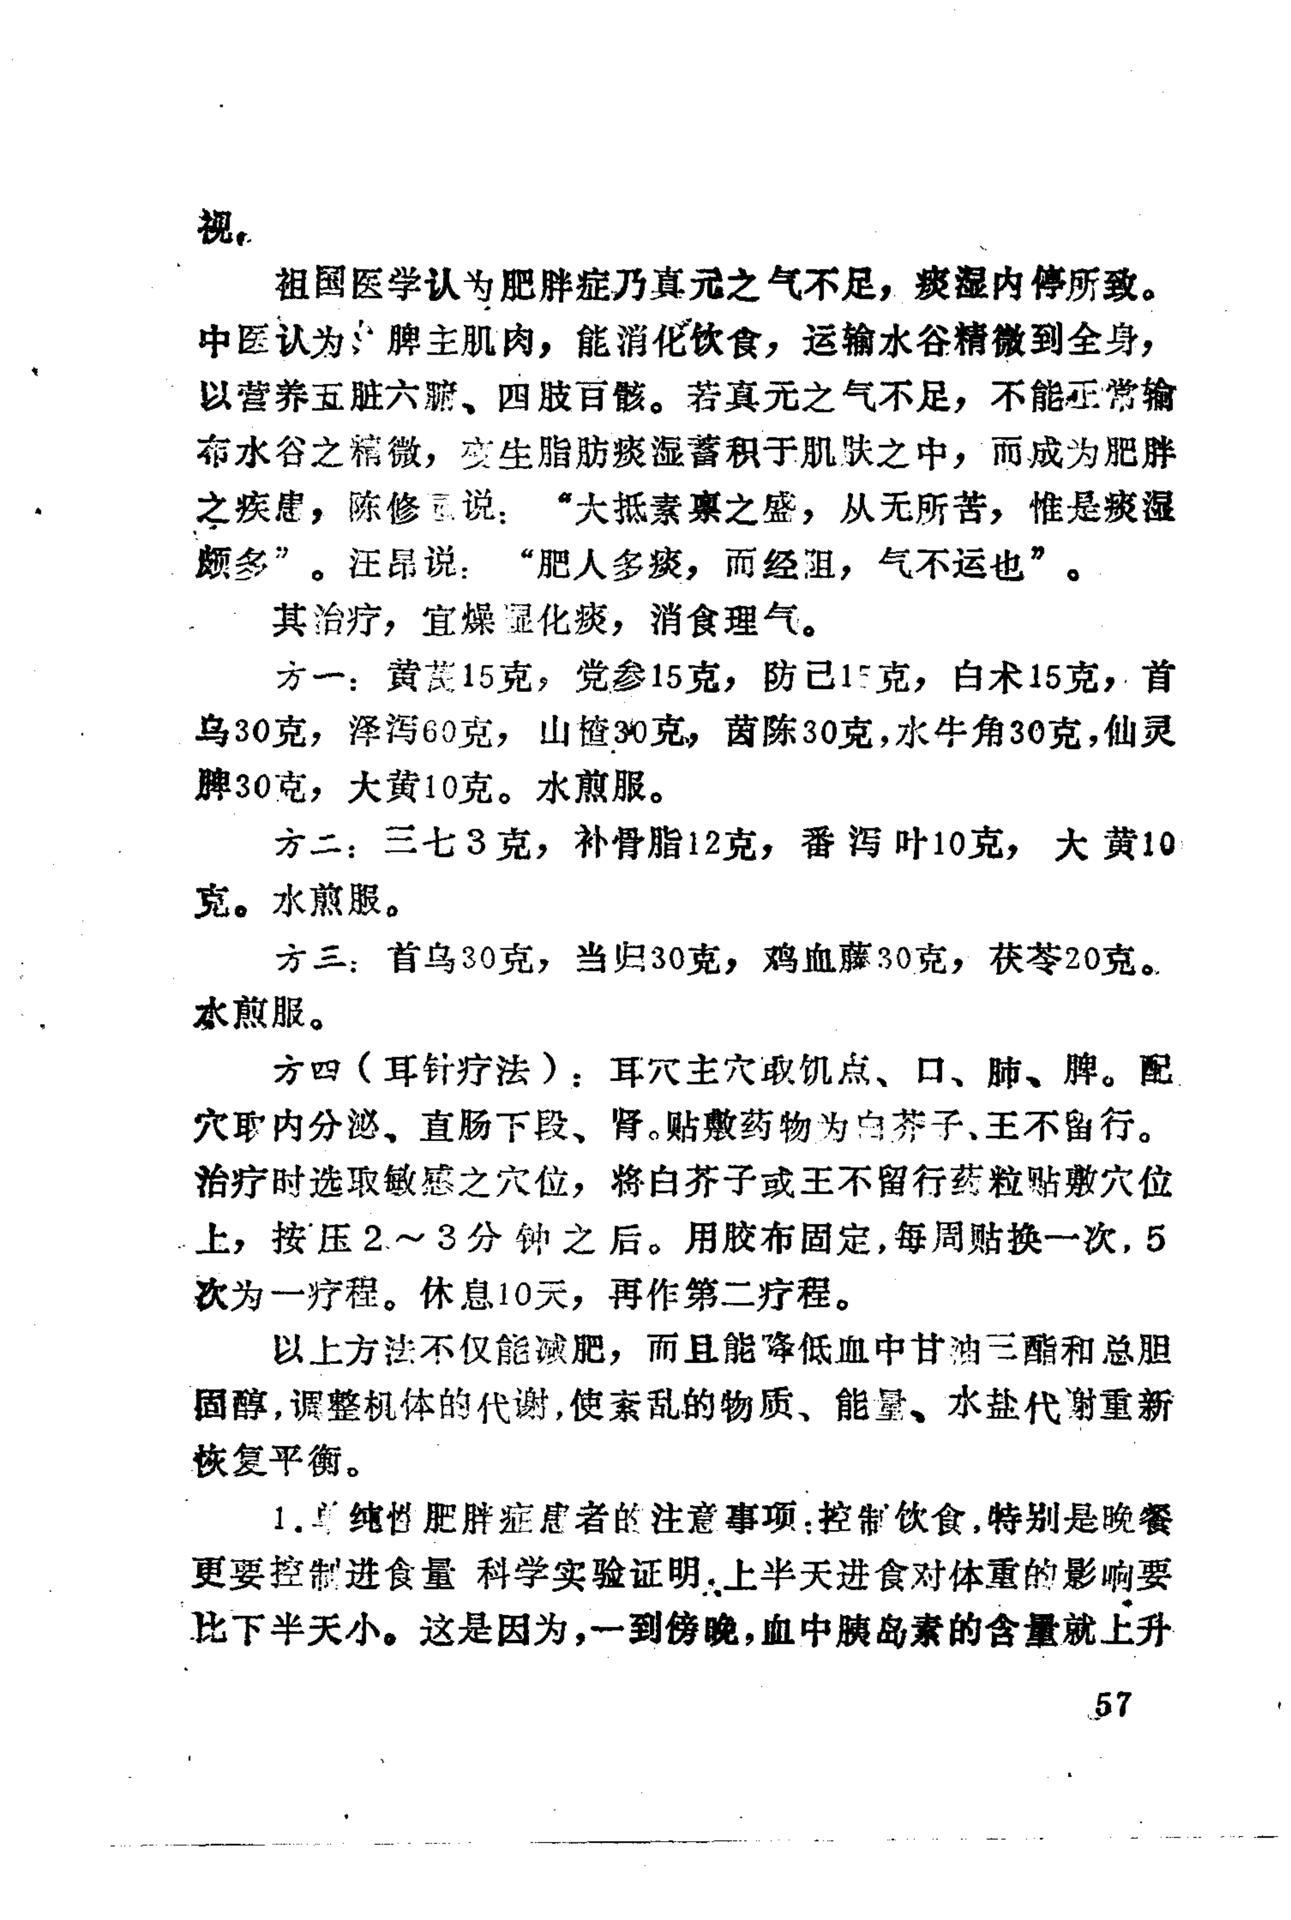 视。
祖国医学认为肥胖症乃真元之气不足，痰湿内停所致。
中医认为，脾主肌肉，能消化饮食，运输水谷精微到全身，
以营养五脏六腑、四肢百骸。若真元之气不足，不能正常输
布水谷之精微，变生脂肪痰湿蓄积于肌肤之中，而成为肥胖
之疾患，陈修园说：“大抵素禀之盛，从无所苦，惟是痰湿
颇多”。汪昂说：“肥人多痰，而经阻，气不运也”。
其治疗，宜燥湿化痰，消食理气。
方一：黄芪15克，党参15克，防己15克，白术15克，首
乌30克，泽泻60克，山楂30克，茵陈30克，水牛角30克，仙灵
脾30克，大黄10克。水煎服。
方二：三七3克，补骨脂12克，番泻叶10克，大黄10
克。水煎服。
方三：首乌30克，当归30克，鸡血藤30克，茯苓20克。
水煎服。
方四（耳针疗法）：耳穴主穴取饥点、口、肺、脾。配
穴取内分泌、直肠下段、肾。贴敷药物为白芥子、王不留行。
治疗时选取敏感之穴位，将白芥子或王不留行药粒贴敷穴位
上，按压2～3分钟之后。用胶布固定，每周贴换一次，5
次为一疗程。休息10天，再作第二疗程。
以上方法不仅能减肥，而且能降低血中甘油三酯和总胆
固醇，调整机体的代谢，使紊乱的物质、能量、水盐代谢重新
恢复平衡。
1.单纯性肥胖症患者的注意事项：控制饮食，特别是晚餐
更要控制进食量 科学实验证明：上半天进食对体重的影响要
比下半天小。这是因为，一到傍晚，血中胰岛素的含量就上升
57